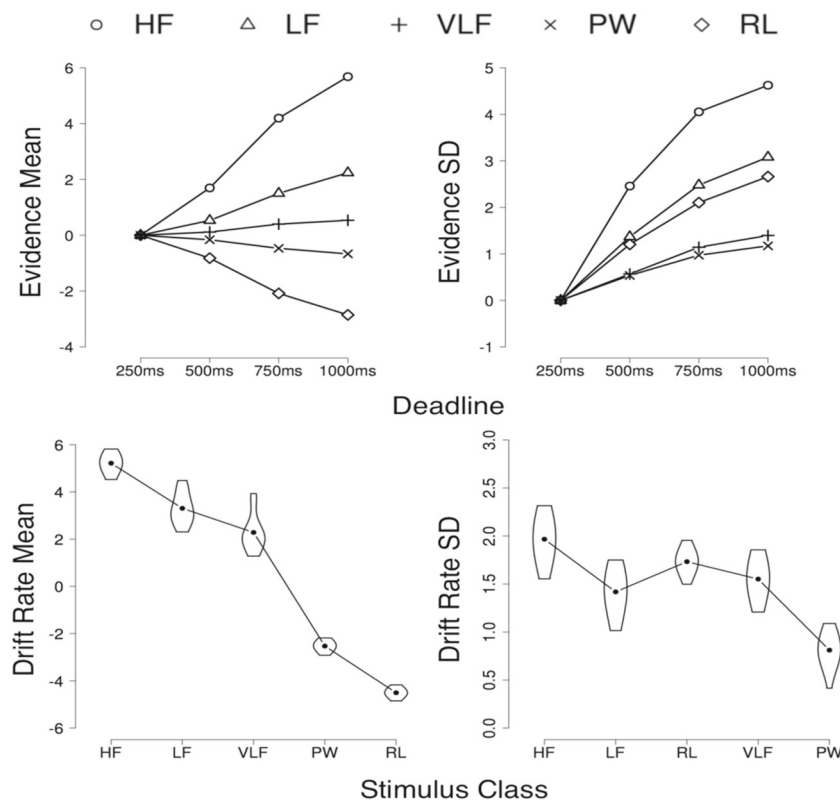 HF LF VLF PW RL
Evidence Mean
6
4
2
0
-2
-4
250ms 500ms 750ms 1000ms
Evidence SD
5
4
3
2
1
0
-1
250ms 500ms 750ms 1000ms
Deadline
Drift Rate Mean
6
4
2
0
-2
-4
-6
HF LF VLF PW RL
Drift Rate SD
3.0
2.5
2.0
1.5
1.0
0.5
0.0
HF LF RL VLF PW
Stimulus Class